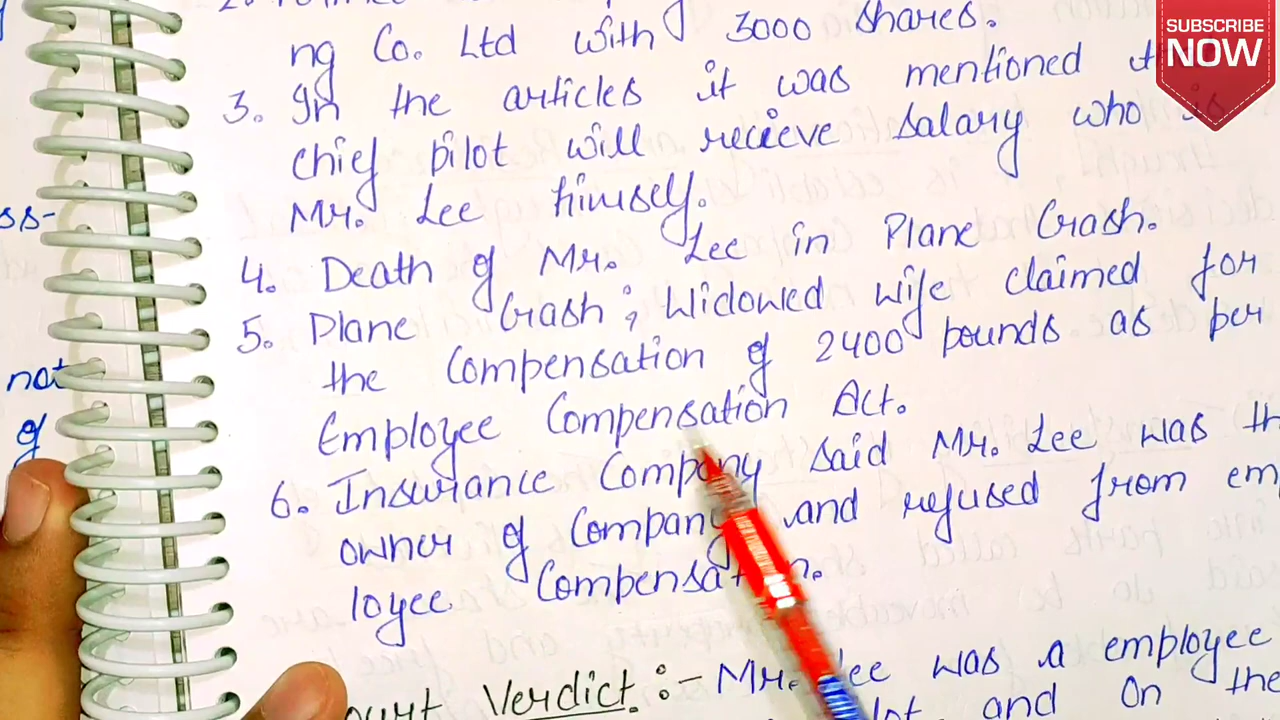 ng Co. Ltd with 3000 shares.
3. In the articles it was mentioned
chief pilot will recieve salary who is
Mr. Lee himself.
4. Death of Mr. Lee in Plane Crash.
5. Plane Crash; Widowed wife claimed for
the Compensation of 2400 pounds as per
Employee Compensation Act.
6. Insurance Company said Mr. Lee was
owner of Company and refused from emp
loyee Compensation.
Verdict :- Mr. Lee was a employee
and on the
ss-
not
of
SUBSCRIBE
NOW